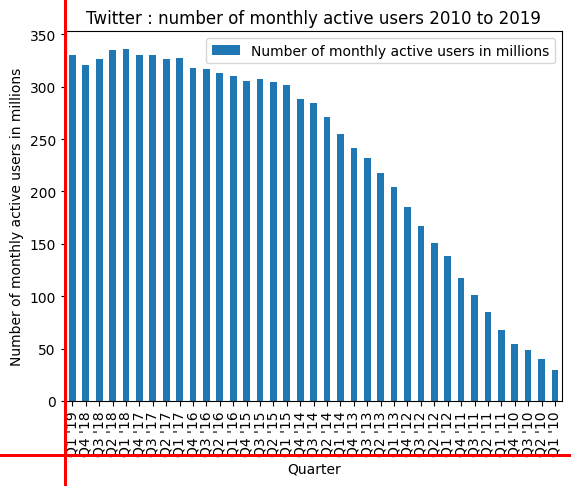 Twitter : number of monthly active users 2010 to 2019
Number of monthly active users in millions
Number of monthly active users in millions
350
300
250
200
150
100
50
0
Q1 '19
Q4 '18
Q3 '18
Q2 '18
Q1 '18
Q4 '17
Q3 '17
Q2 '17
Q1 '17
Q4 '16
Q3 '16
Q2 '16
Q1 '16
Q4 '15
Q3 '15
Q2 '15
Q1 '15
Q4 '14
Q3 '14
Q2 '14
Q1 '14
Q4 '13
Q3 '13
Q2 '13
Q1 '13
Q4 '12
Q3 '12
Q2 '12
Q1 '12
Q4 '11
Q3 '11
Q2 '11
Q1 '11
Q4 '10
Q3 '10
Q2 '10
Q1 '10
Quarter